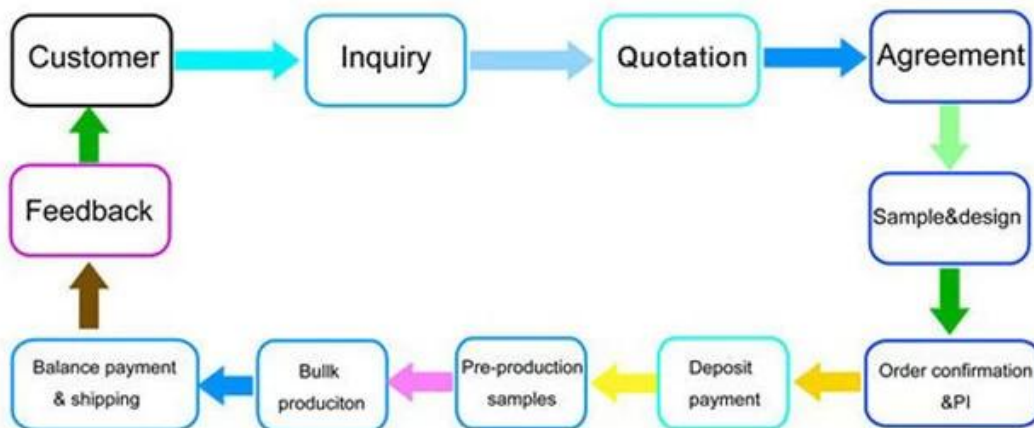 Customer
Inquiry
Quotation
Agreement
Sample&design
Order confirmation
&PI
Deposit
payment
Pre-production
samples
Bullk
produciton
Balance payment
& shipping
Feedback